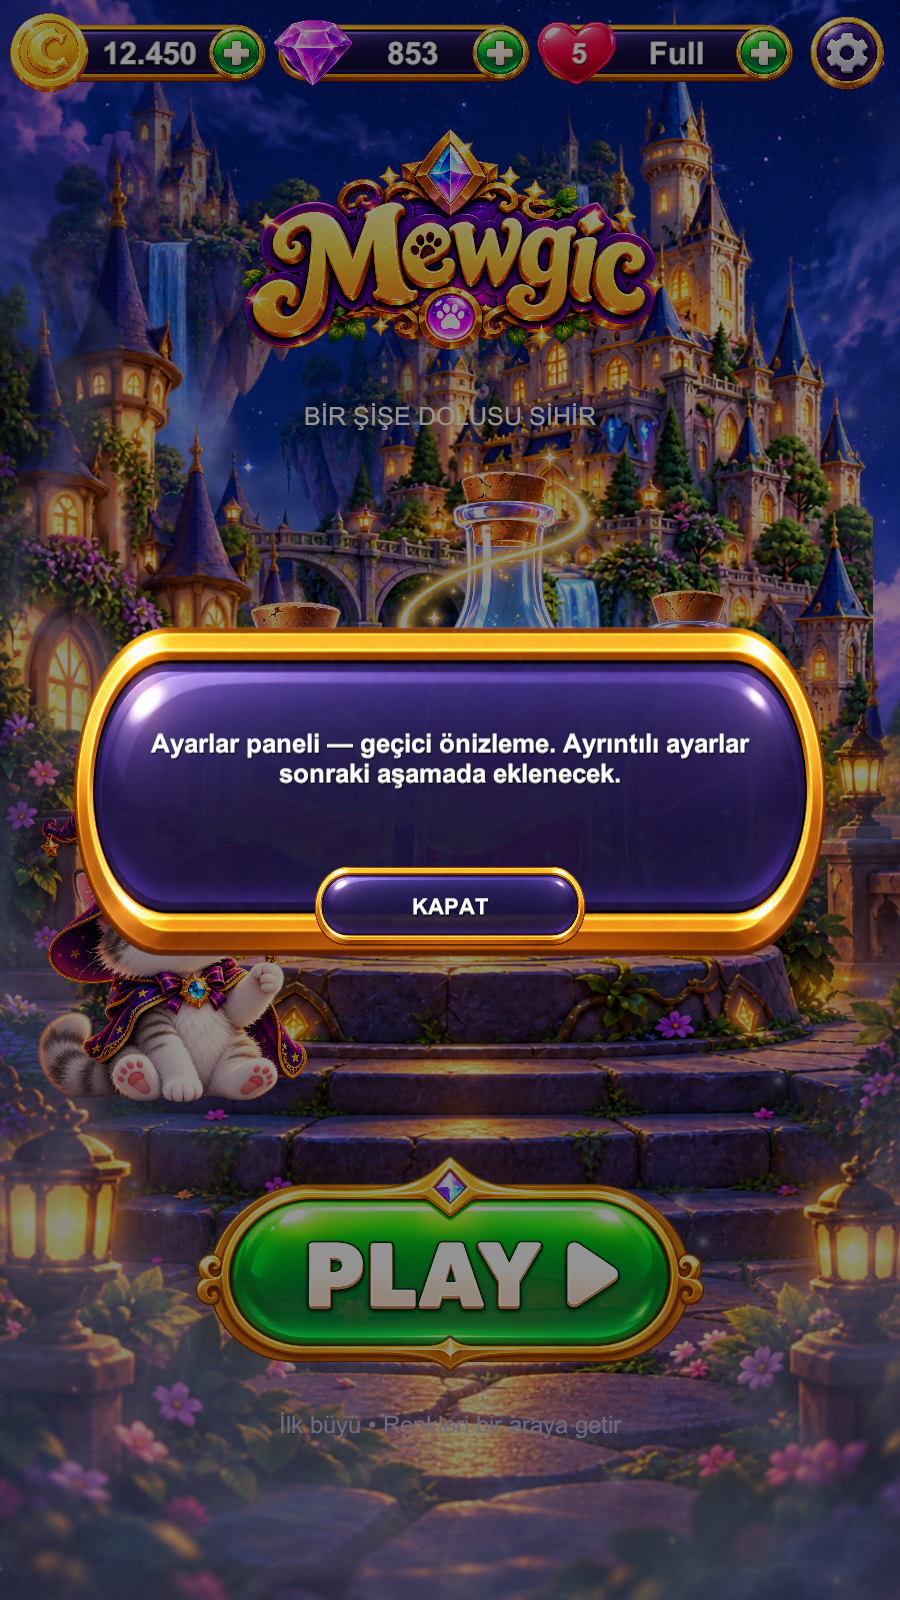 12.450
853
5
Full
Mewgic
BİR ŞİŞE DOLUSU SİHİR
Ayarlar paneli — geçici önizleme. Ayrıntılı ayarlar
sonraki aşamada eklenecek.
KAPAT
PLAY
İlk büyü • Renkleri bir araya getir